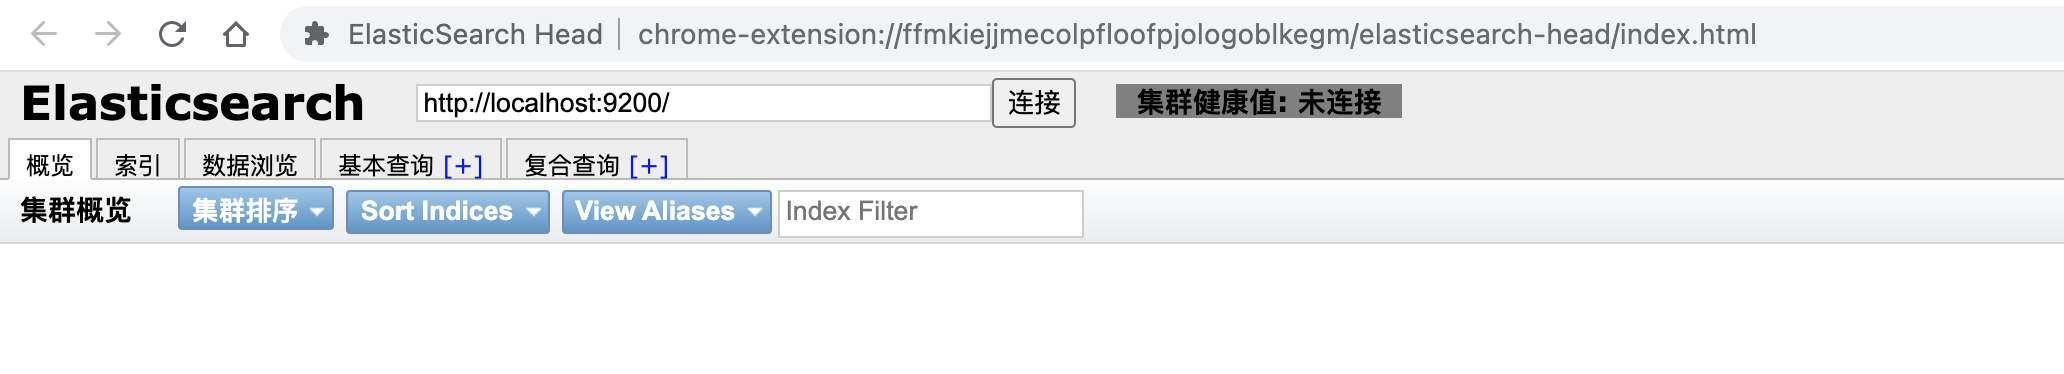 ElasticSearch Head chrome-extension://ffmkiejjmecolpfloofpjologoblkegm/elasticsearch-head/index.html
Elasticsearch http://localhost:9200/ 连接 集群健康值: 未连接
概览 索引 数据浏览 基本查询 [+] 复合查询 [+]
集群概览 集群排序 Sort Indices View Aliases Index Filter